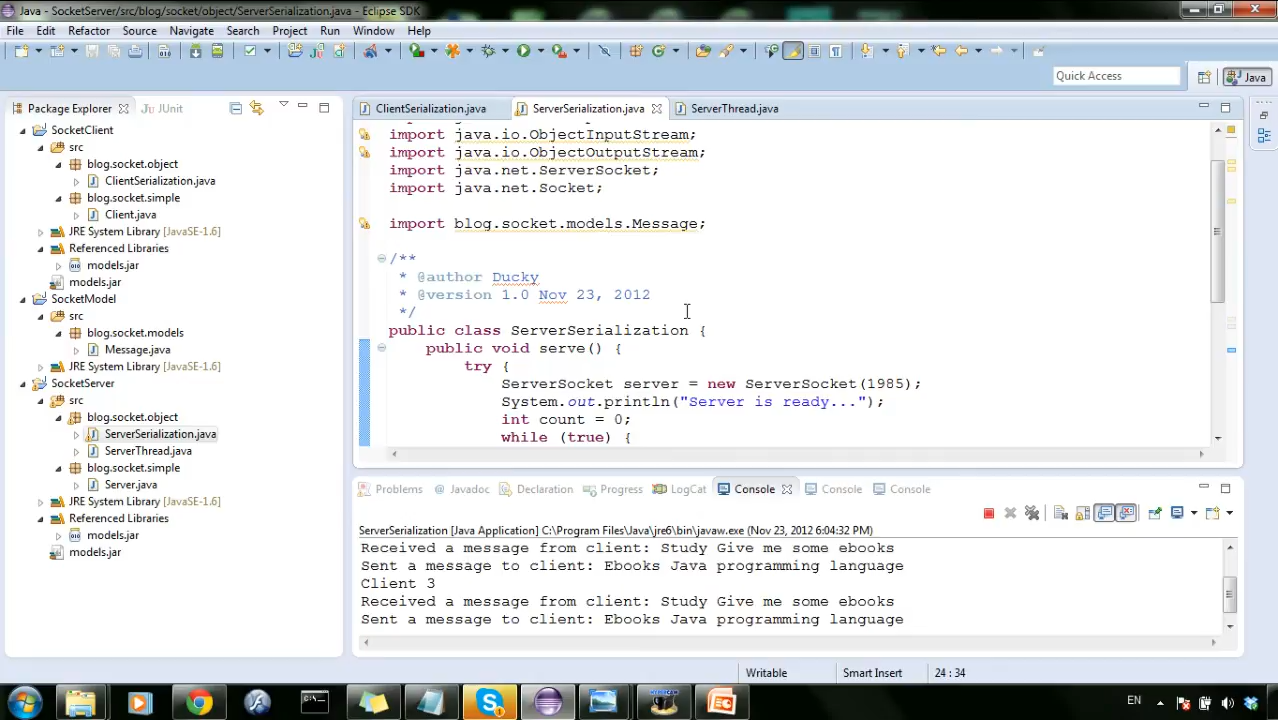 Java - SocketServer/src/blog/socket/object/ServerSerialization.java - Eclipse SDK
File Edit Refactor Source Navigate Search Project Run Window Help
Quick Access
Java
Package Explorer
JUnit
SocketClient
src
blog.socket.object
ClientSerialization.java
blog.socket.simple
Client.java
JRE System Library [JavaSE-1.6]
Referenced Libraries
models.jar
models.jar
SocketModel
src
blog.socket.models
Message.java
JRE System Library [JavaSE-1.6]
SocketServer
src
blog.socket.object
ServerSerialization.java
ServerThread.java
blog.socket.simple
Server.java
JRE System Library [JavaSE-1.6]
Referenced Libraries
models.jar
models.jar
ClientSerialization.java
ServerSerialization.java
ServerThread.java
import java.io.ObjectInputStream;
import java.io.ObjectOutputStream;
import java.net.ServerSocket;
import java.net.Socket;
import blog.socket.models.Message;
/**
* @author Ducky
* @version 1.0 Nov 23, 2012
*/
public class ServerSerialization {
public void serve() {
try {
ServerSocket server = new ServerSocket(1985);
System.out.println("Server is ready...");
int count = 0;
while (true) {
Problems
@ Javadoc
Declaration
Progress
LogCat
Console
Console
Console
ServerSerialization [Java Application] C:\Program Files\Java\jre6\bin\javaw.exe (Nov 23, 2012 6:04:32 PM)
Received a message from client: Study Give me some ebooks
Sent a message to client: Ebooks Java programming language
Client 3
Received a message from client: Study Give me some ebooks
Sent a message to client: Ebooks Java programming language
Writable
Smart Insert
24 : 34
EN